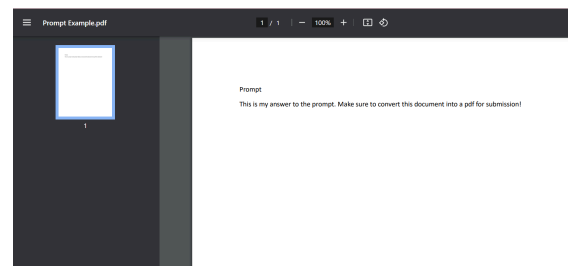 Prompt Example.pdf
1 / 1
100%
1
Prompt
This is my answer to the prompt. Make sure to convert this document into a pdf for submission!